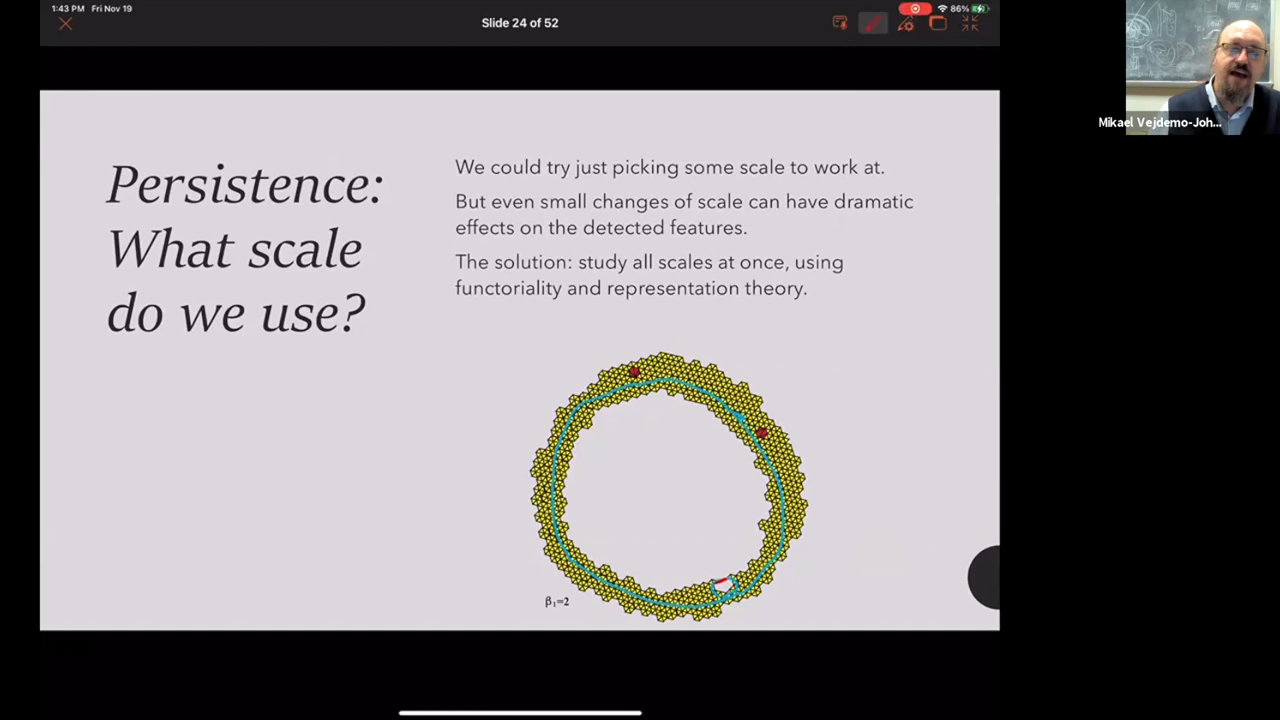 1:43 PM Fri Nov 19
86%
Slide 24 of 52
Mikael Vejdemo-Joh...
Persistence:
What scale
do we use?
We could try just picking some scale to work at.
But even small changes of scale can have dramatic
effects on the detected features.
The solution: study all scales at once, using
functoriality and representation theory.
β₁=2